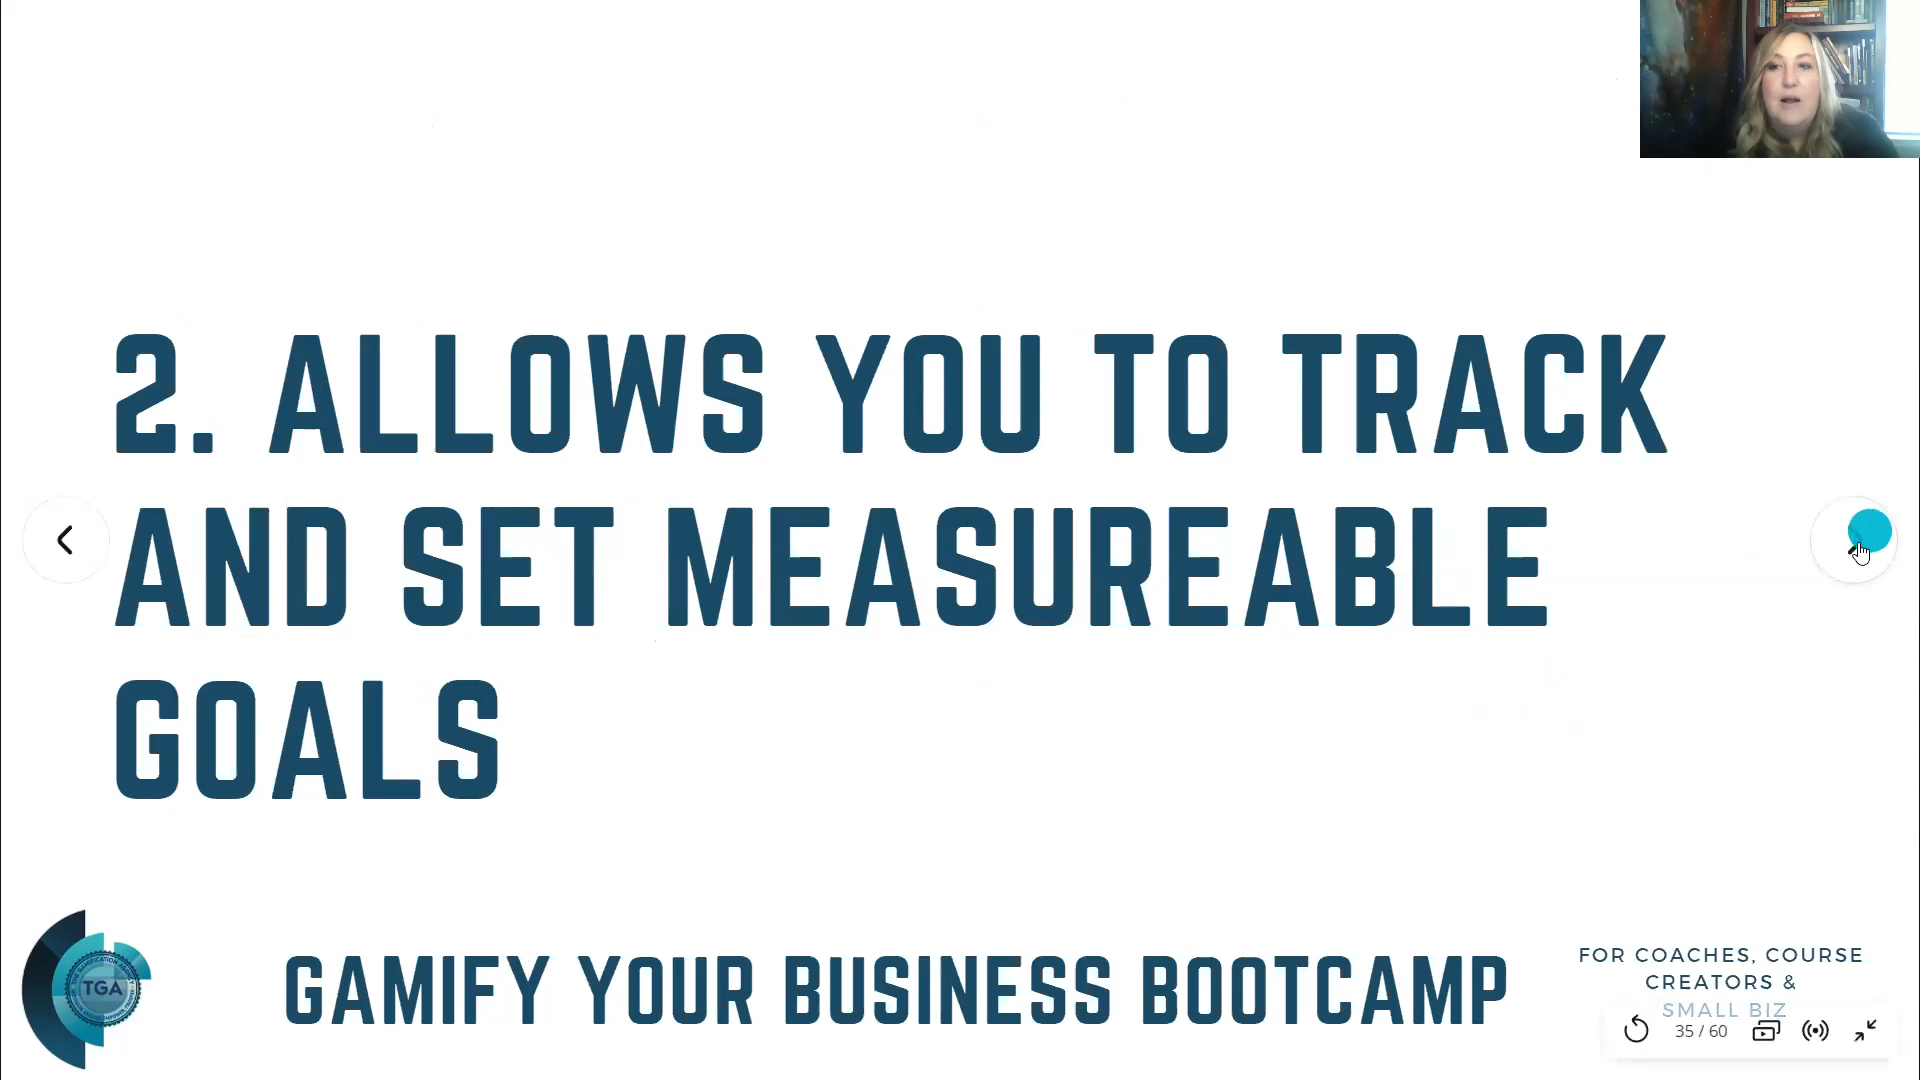 2. ALLOWS YOU TO TRACK
AND SET MEASUREABLE
GOALS
TGA
GAMIFY YOUR BUSINESS BOOTCAMP
FOR COACHES, COURSE
CREATORS &
SMALL BIZ
35 / 60